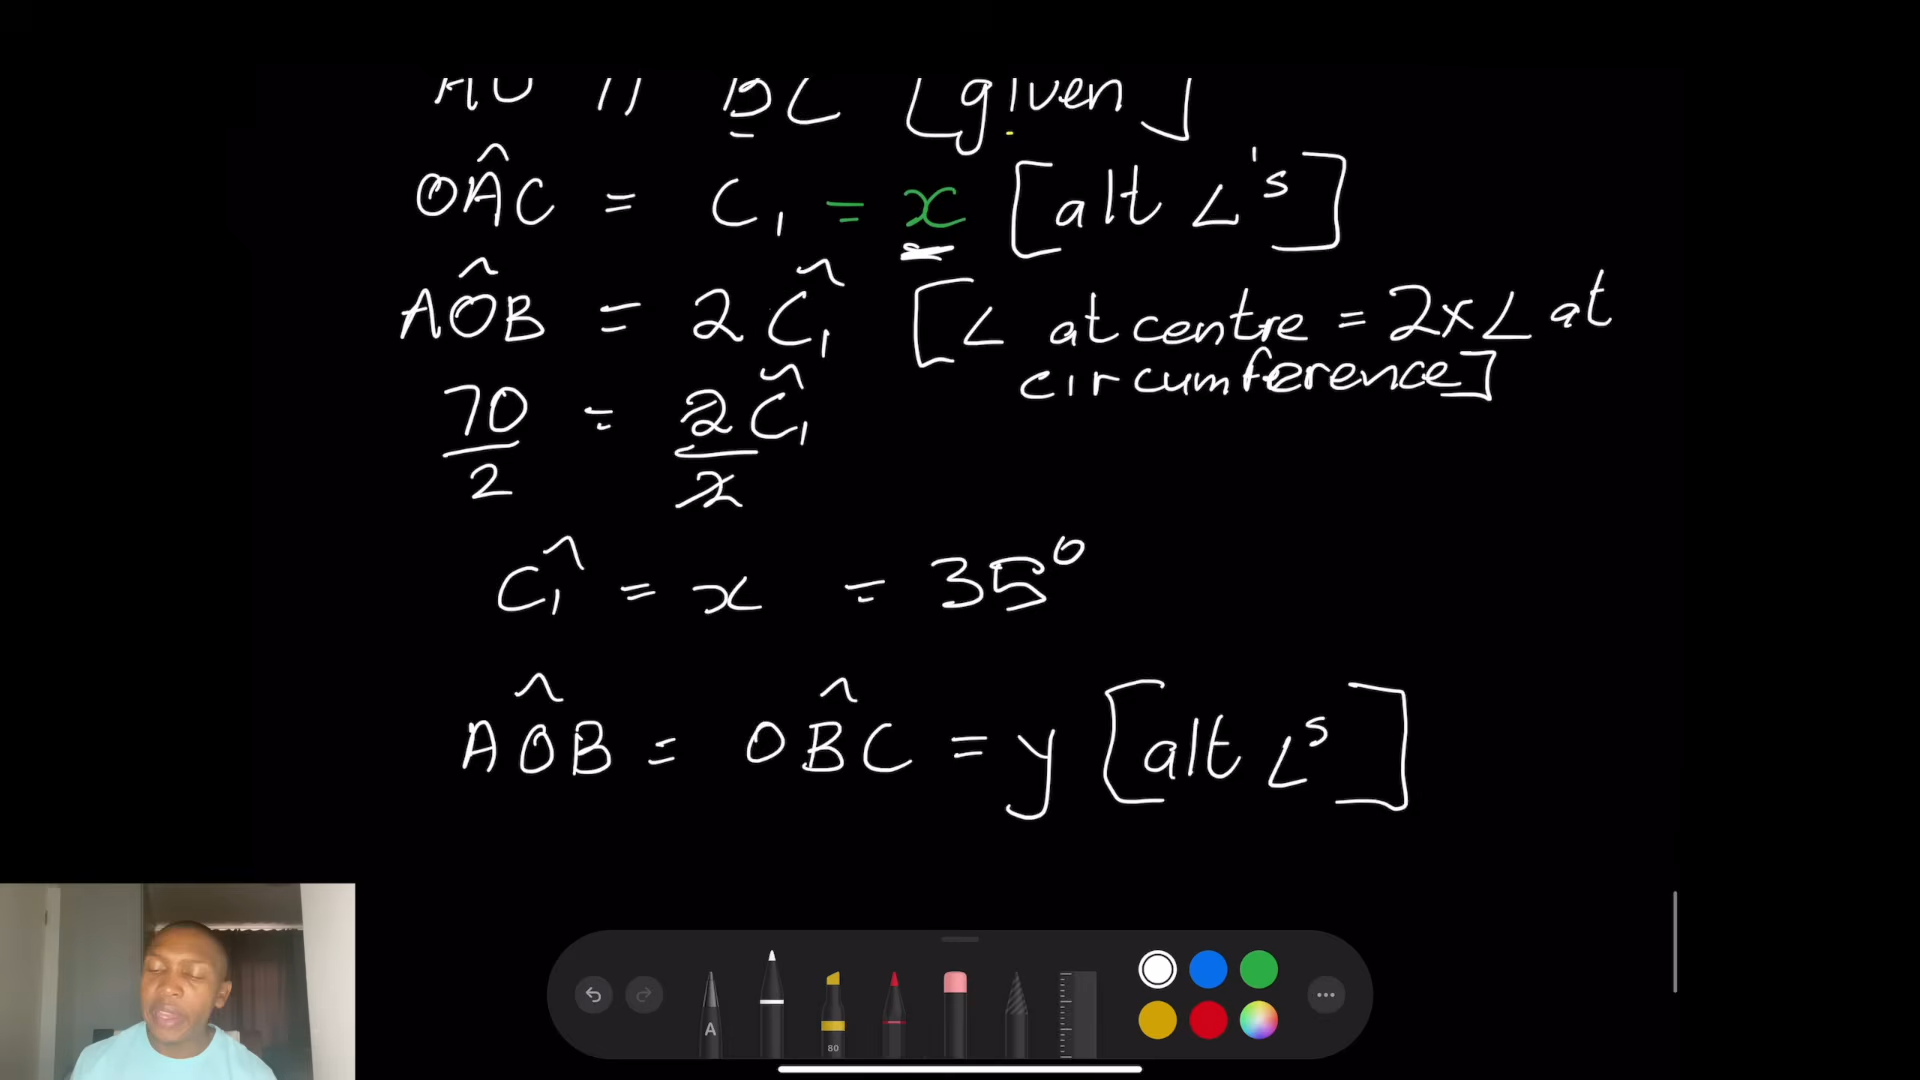 AO // BC [given]
OÂC = C₁ = x [alt ∠'s]
AÔB = 2Ĉ₁ [∠ at centre = 2x∠ at
circumference]
70/2 = 2Ĉ₁/2
Ĉ₁ = x = 35°
AÔB = OB̂C = y [alt ∠s]
A
80